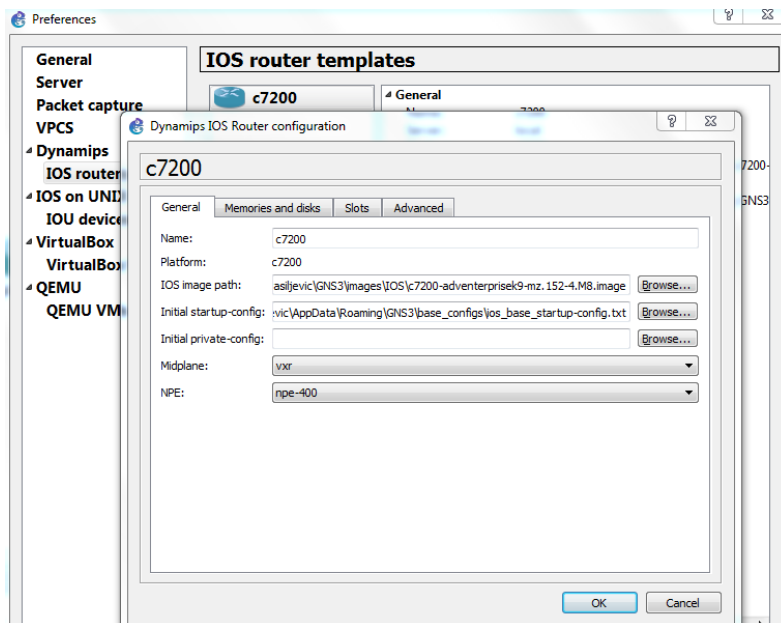 Preferences
General
Server
Packet capture
VPCS
Dynamips
IOS router
IOS on UNI
IOU device
VirtualBox
VirtualBo
QEMU
QEMU VM
IOS router templates
c7200
General
7200-
GNS3
Dynamips IOS Router configuration
c7200
General Memories and disks Slots Advanced
Name: c7200
Platform: c7200
IOS image path: asiljevic\GNS3\images\IOS\c7200-adventerprisek9-mz.152-4.M8.image Browse...
Initial startup-config: evic\AppData\Roaming\GNS3\base_configs\ios_base_startup-config.txt Browse...
Initial private-config: Browse...
Midplane: vxr
NPE: npe-400
OK Cancel